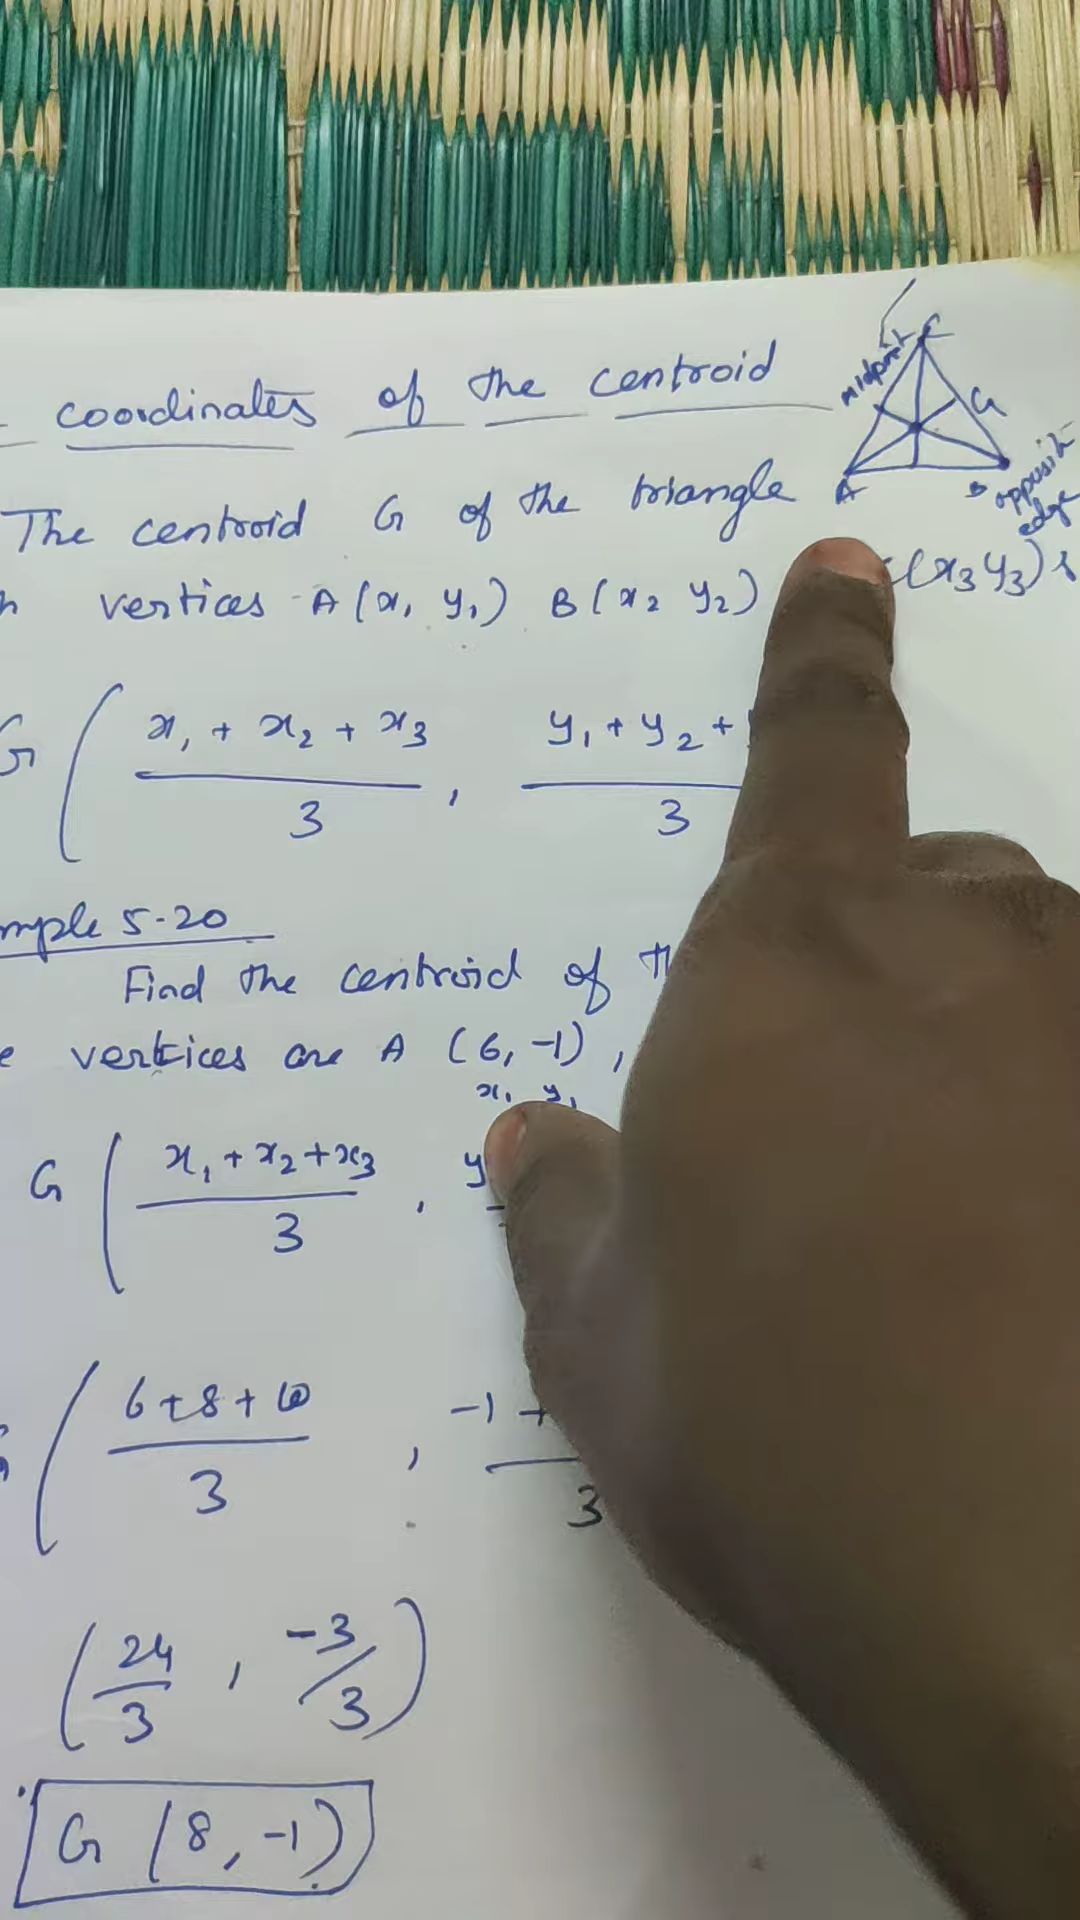 coordinates of the centroid
C
midpoint
G
A
B
opposit
edge
The centroid G of the triangle
vertices A (x, y₁) B (x₂ y₂) (x₃ y₃)
G ( x₁ + x₂ + x₃ / 3 , y₁ + y₂ + / 3
mple 5.20
Find the centroid of th
e vertices are A (6, -1),
x₁ y₁
G ( x₁ + x₂ + x₃ / 3 , y
( 6 + 8 + 10 / 3 , -1 + / 3
( 24/3 , -3/3 )
G (8, -1)